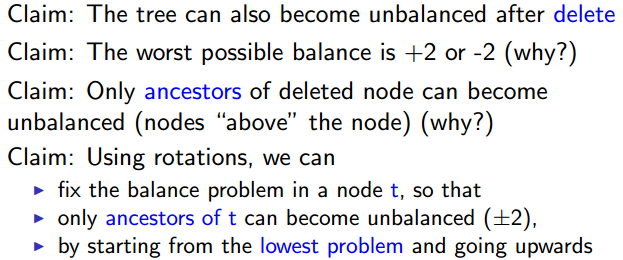 Claim: The tree can also become unbalanced after delete
Claim: The worst possible balance is +2 or -2 (why?)
Claim: Only ancestors of deleted node can become
unbalanced (nodes “above” the node) (why?)
Claim: Using rotations, we can
▶ fix the balance problem in a node t, so that
▶ only ancestors of t can become unbalanced (±2),
▶ by starting from the lowest problem and going upwards